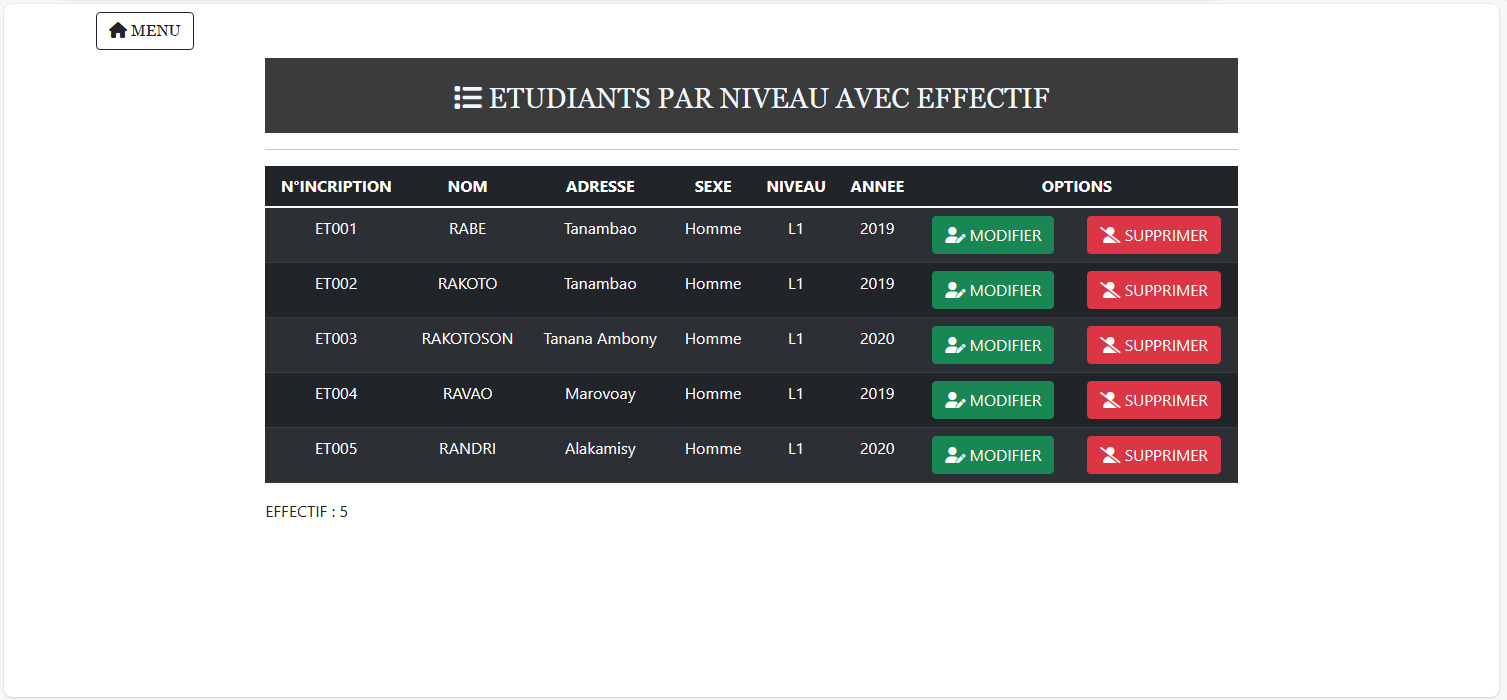 MENU
ETUDIANTS PAR NIVEAU AVEC EFFECTIF
N°INCRIPTION NOM ADRESSE SEXE NIVEAU ANNEE OPTIONS
ET001 RABE Tanambao Homme L1 2019 MODIFIER SUPPRIMER
ET002 RAKOTO Tanambao Homme L1 2019 MODIFIER SUPPRIMER
ET003 RAKOTOSON Tanana Ambony Homme L1 2020 MODIFIER SUPPRIMER
ET004 RAVAO Marovoay Homme L1 2019 MODIFIER SUPPRIMER
ET005 RANDRI Alakamisy Homme L1 2020 MODIFIER SUPPRIMER
EFFECTIF : 5